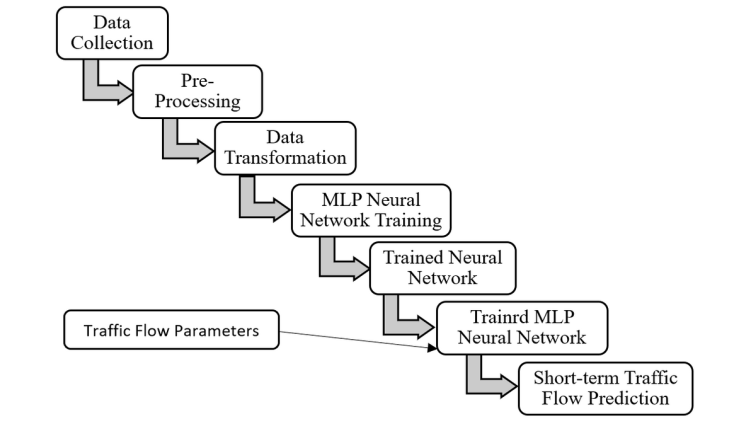 Data
Collection
Pre-
Processing
Data
Transformation
MLP Neural
Network Training
Trained Neural
Network
Trainrd MLP
Neural Network
Traffic Flow Parameters
Short-term Traffic
Flow Prediction